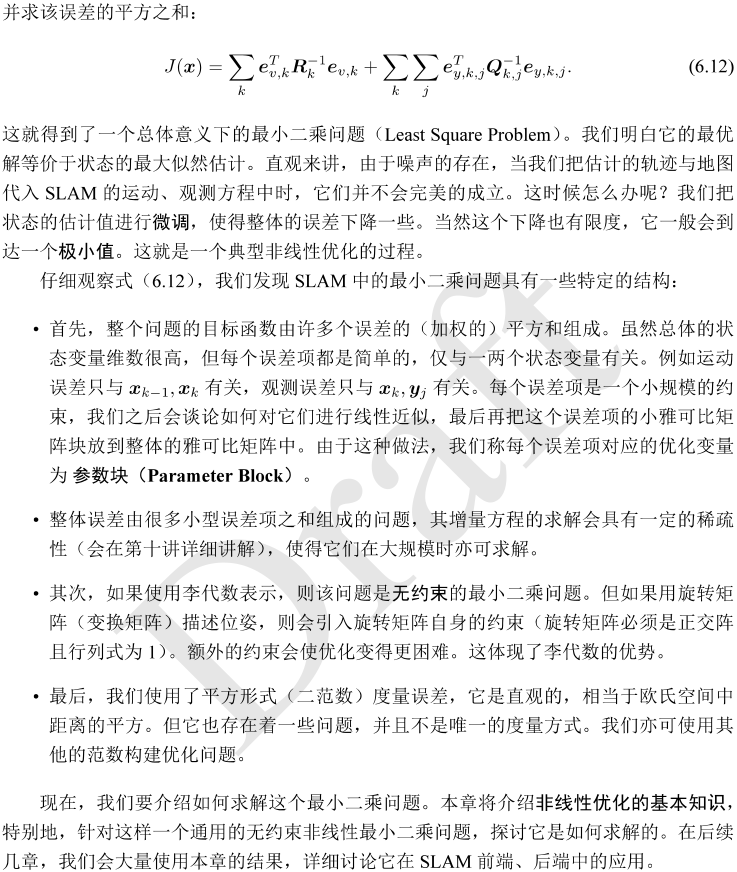 并求该误差的平方之和：
J(x) = ∑_k e_{v,k}^T R_k^{-1} e_{v,k} + ∑_k ∑_j e_{y,k,j}^T Q_{k,j}^{-1} e_{y,k,j}. (6.12)
这就得到了一个总体意义下的最小二乘问题（Least Square Problem）。我们明白它的最优
解等价于状态的最大似然估计。直观来讲，由于噪声的存在，当我们把估计的轨迹与地图
代入 SLAM 的运动、观测方程中时，它们并不会完美的成立。这时候怎么办呢？我们把
状态的估计值进行微调，使得整体的误差下降一些。当然这个下降也有限度，它一般会到
达一个极小值。这就是一个典型非线性优化的过程。
仔细观察式（6.12），我们发现 SLAM 中的最小二乘问题具有一些特定的结构：
• 首先，整个问题的目标函数由许多个误差的（加权的）平方和组成。虽然总体的状
态变量维数很高，但每个误差项都是简单的，仅与一两个状态变量有关。例如运动
误差只与 x_{k−1}, x_k 有关，观测误差只与 x_k, y_j 有关。每个误差项是一个小规模的约
束，我们之后会谈论如何对它们进行线性近似，最后再把这个误差项的小雅可比矩
阵块放到整体的雅可比矩阵中。由于这种做法，我们称每个误差项对应的优化变量
为 参数块（Parameter Block）。
• 整体误差由很多小型误差项之和组成的问题，其增量方程的求解会具有一定的稀疏
性（会在第十讲详细讲解），使得它们在大规模时亦可求解。
• 其次，如果使用李代数表示，则该问题是无约束的最小二乘问题。但如果用旋转矩
阵（变换矩阵）描述位姿，则会引入旋转矩阵自身的约束（旋转矩阵必须是正交阵
且行列式为 1）。额外的约束会使优化变得更困难。这体现了李代数的优势。
• 最后，我们使用了平方形式（二范数）度量误差，它是直观的，相当于欧氏空间中
距离的平方。但它也存在着一些问题，并且不是唯一的度量方式。我们亦可使用其
他的范数构建优化问题。
现在，我们要介绍如何求解这个最小二乘问题。本章将介绍非线性优化的基本知识，
特别地，针对这样一个通用的无约束非线性最小二乘问题，探讨它是如何求解的。在后续
几章，我们会大量使用本章的结果，详细讨论它在 SLAM 前端、后端中的应用。
Draft